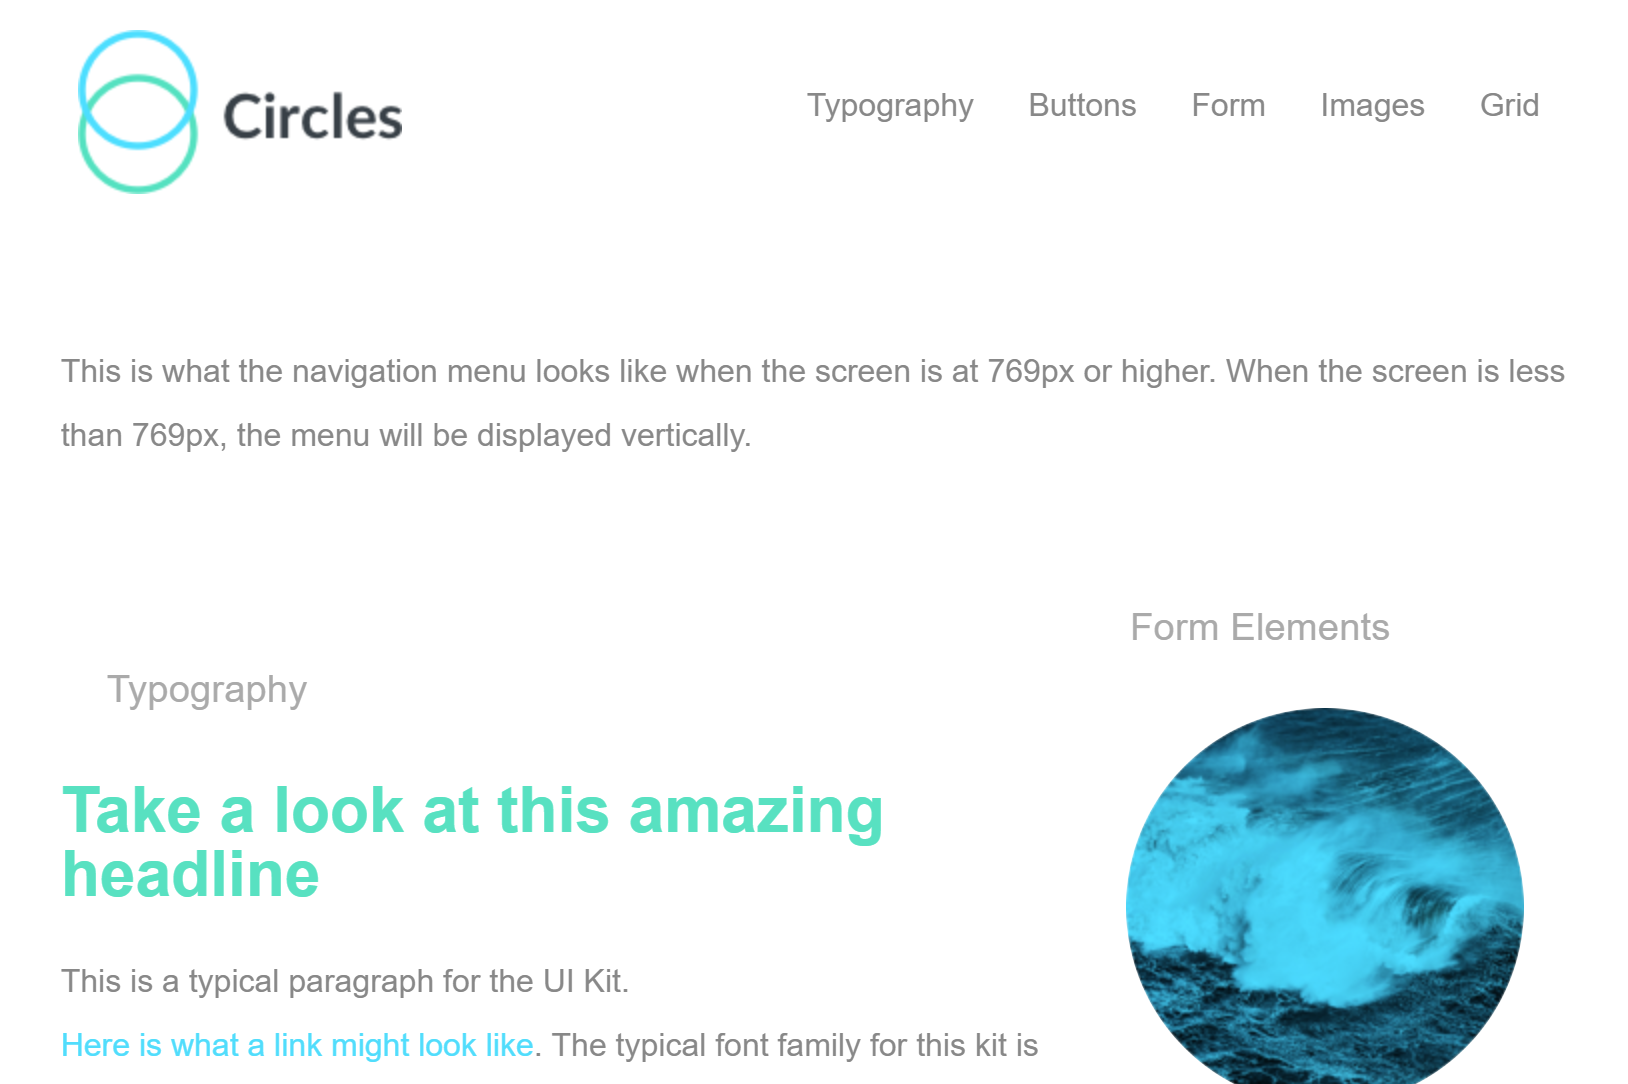 Circles
Typography Buttons Form Images Grid
This is what the navigation menu looks like when the screen is at 769px or higher. When the screen is less
than 769px, the menu will be displayed vertically.
Form Elements
Typography
Take a look at this amazing
headline
This is a typical paragraph for the UI Kit.
Here is what a link might look like. The typical font family for this kit is